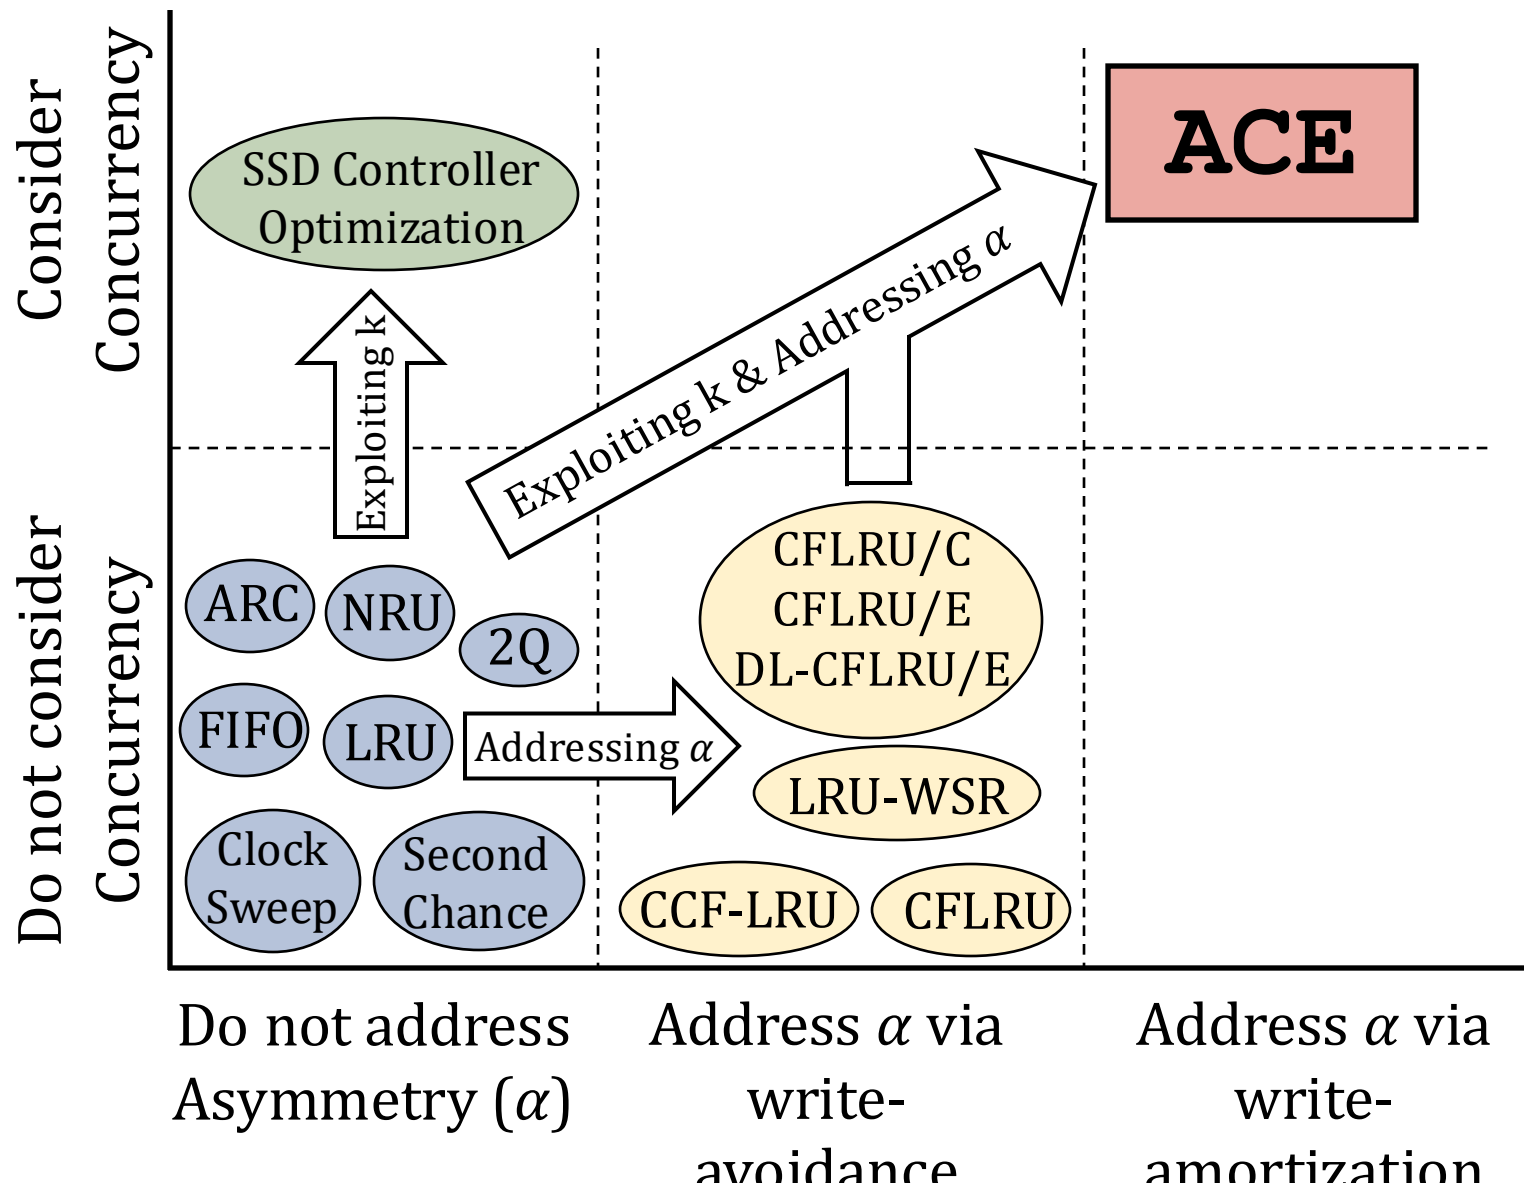 Consider
Concurrency
Do not consider
Concurrency
SSD Controller
Optimization
ACE
Exploiting k
Exploiting k & Addressing α
ARC
NRU
2Q
FIFO
LRU
Addressing α
Clock
Sweep
Second
Chance
CFLRU/C
CFLRU/E
DL-CFLRU/E
LRU-WSR
CCF-LRU
CFLRU
Do not address
Asymmetry (α)
Address α via
write-
avoidance
Address α via
write-
amortization